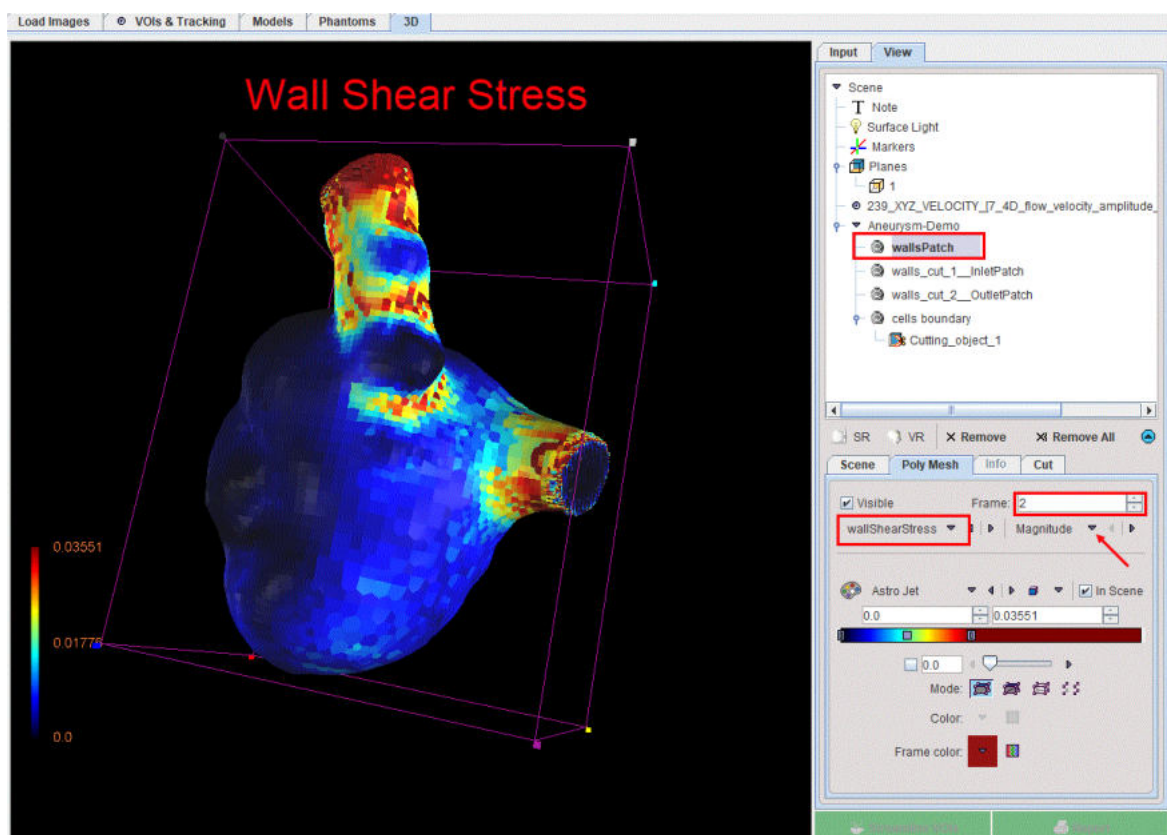 Load Images VOIs & Tracking Models Phantoms 3D
Wall Shear Stress
0.03551
0.01775
0.0
Input View
Scene
Note
Surface Light
Markers
Planes
1
239_XYZ_VELOCITY_[7_4D_flow_velocity_amplitude_
Aneurysm-Demo
wallsPatch
walls_cut_1__InletPatch
walls_cut_2__OutletPatch
cells boundary
Cutting_object_1
SR VR Remove Remove All
Scene Poly Mesh Info Cut
Visible Frame: 2
wallShearStress Magnitude
Astro Jet In Scene
0.0 0.03551
0.0
Mode:
Color:
Frame color: